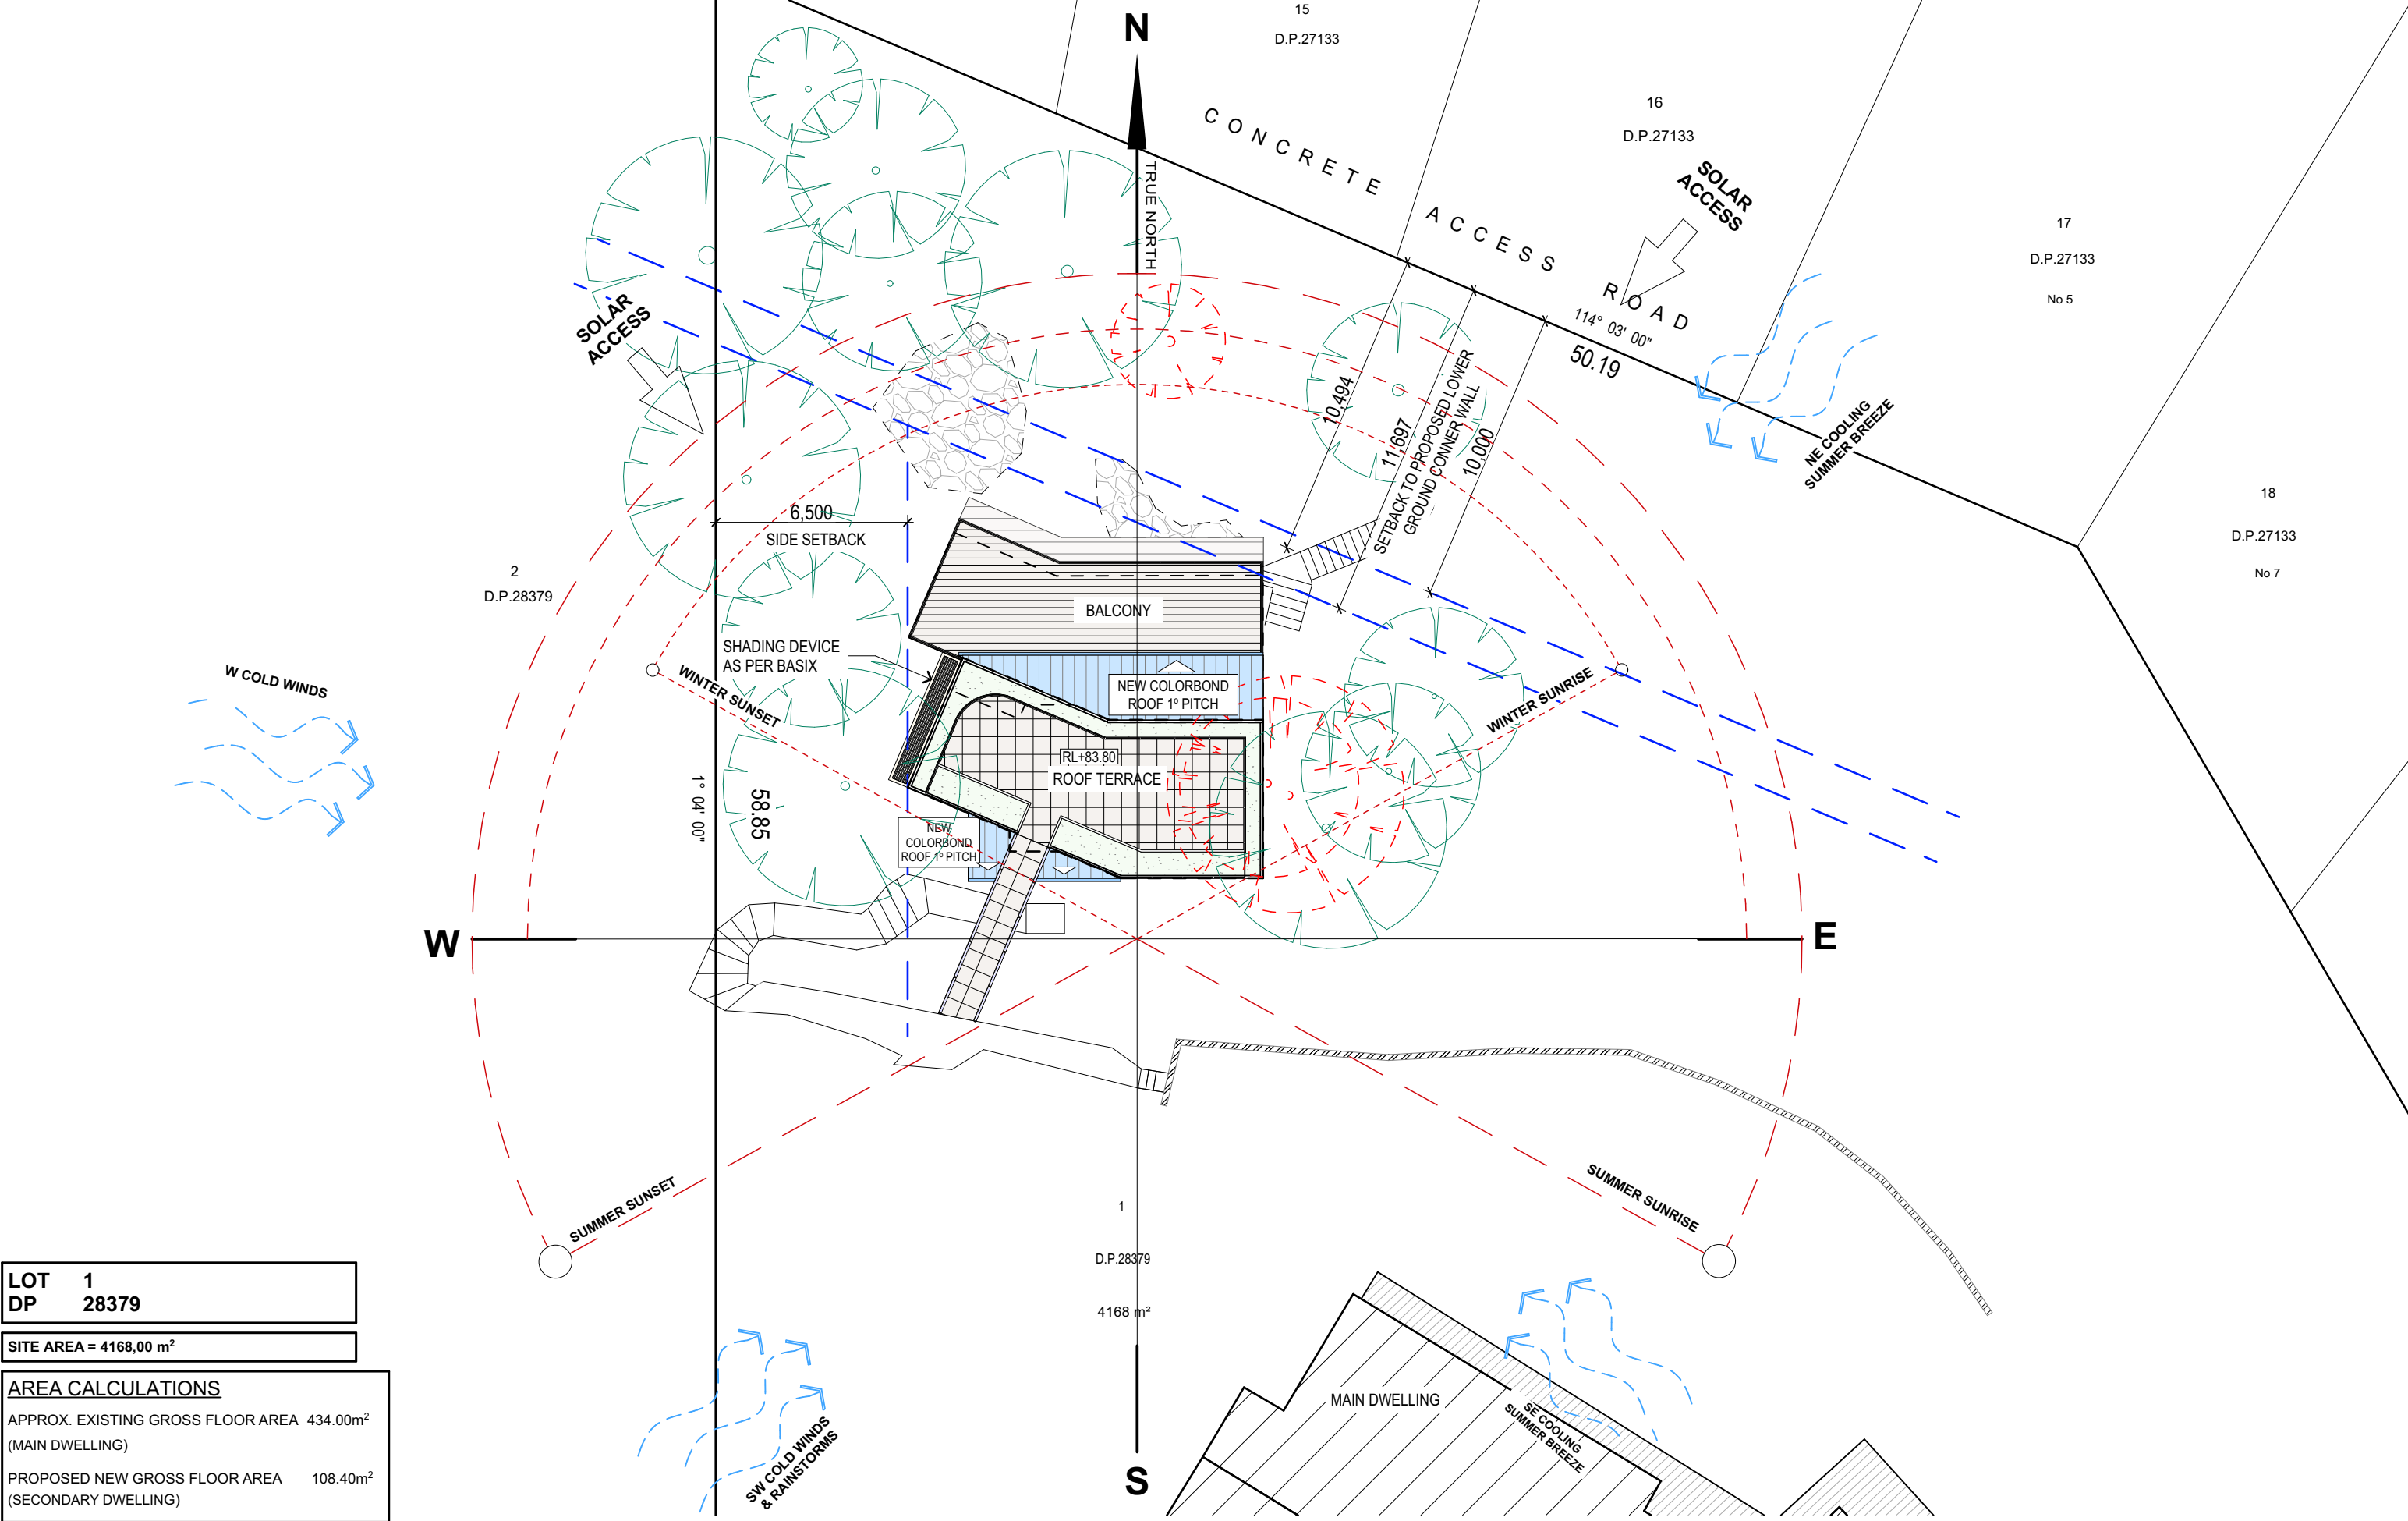 15
D.P.27133
N
16
D.P.27133
CONCRETE ACCESS ROAD
SOLAR
ACCESS
TRUE NORTH
17
D.P.27133
No 5
114° 03' 00"
50.19
SOLAR
ACCESS
10,494
11,697
SETBACK TO PROPOSED LOWER
GROUND CONNER WALL
10,000
NE COOLING
SUMMER BREEZE
18
D.P.27133
No 7
6,500
SIDE SETBACK
2
D.P.28379
BALCONY
SHADING DEVICE
AS PER BASIX
W COLD WINDS
WINTER SUNSET
NEW COLORBOND
ROOF 1º PITCH
WINTER SUNRISE
RL+83.80
ROOF TERRACE
1° 04' 00"
58.85
NEW
COLORBOND
ROOF 1º PITCH
W
E
SUMMER SUNSET
SUMMER SUNRISE
1
D.P.28379
4168 m²
LOT 1
DP 28379
SITE AREA = 4168,00 m²
AREA CALCULATIONS
APPROX. EXISTING GROSS FLOOR AREA 434.00m²
(MAIN DWELLING)
PROPOSED NEW GROSS FLOOR AREA 108.40m²
(SECONDARY DWELLING)
SW COLD WINDS
& RAINSTORMS
MAIN DWELLING
SE COOLING
SUMMER BREEZE
S